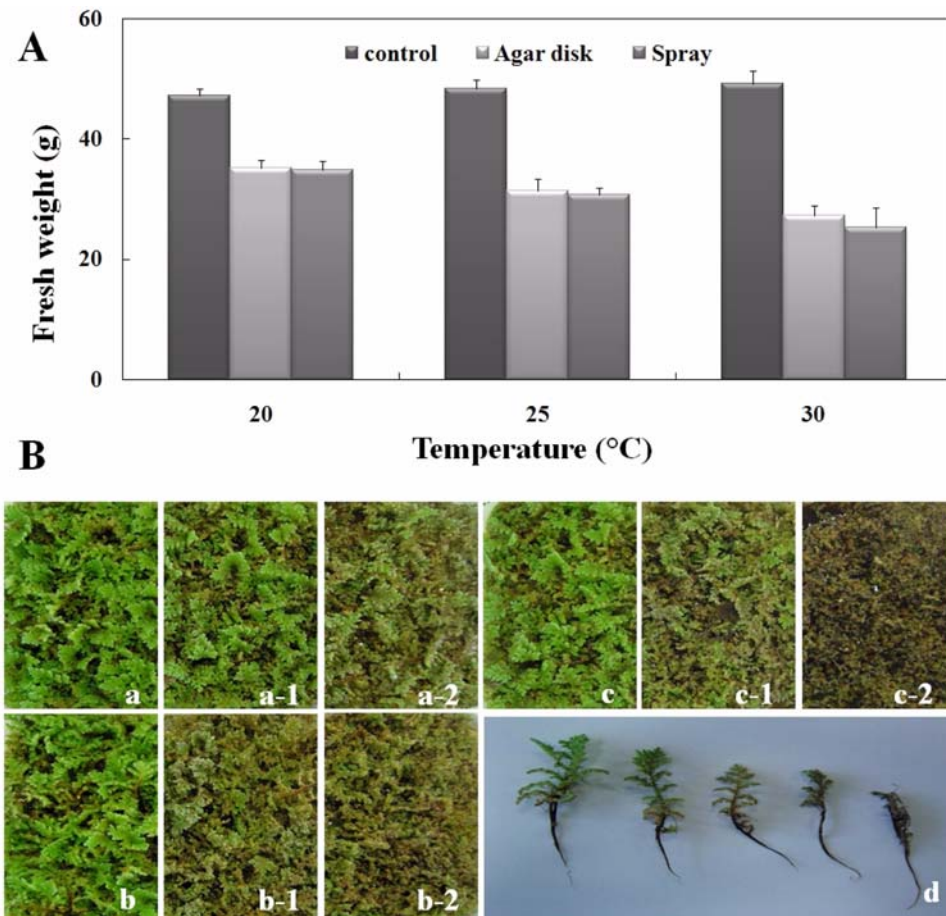 A
60
control Agar disk Spray
40
20
0
Fresh weight (g)
20 25 30
Temperature (°C)
B
a a-1 a-2 c c-1 c-2
b b-1 b-2 d